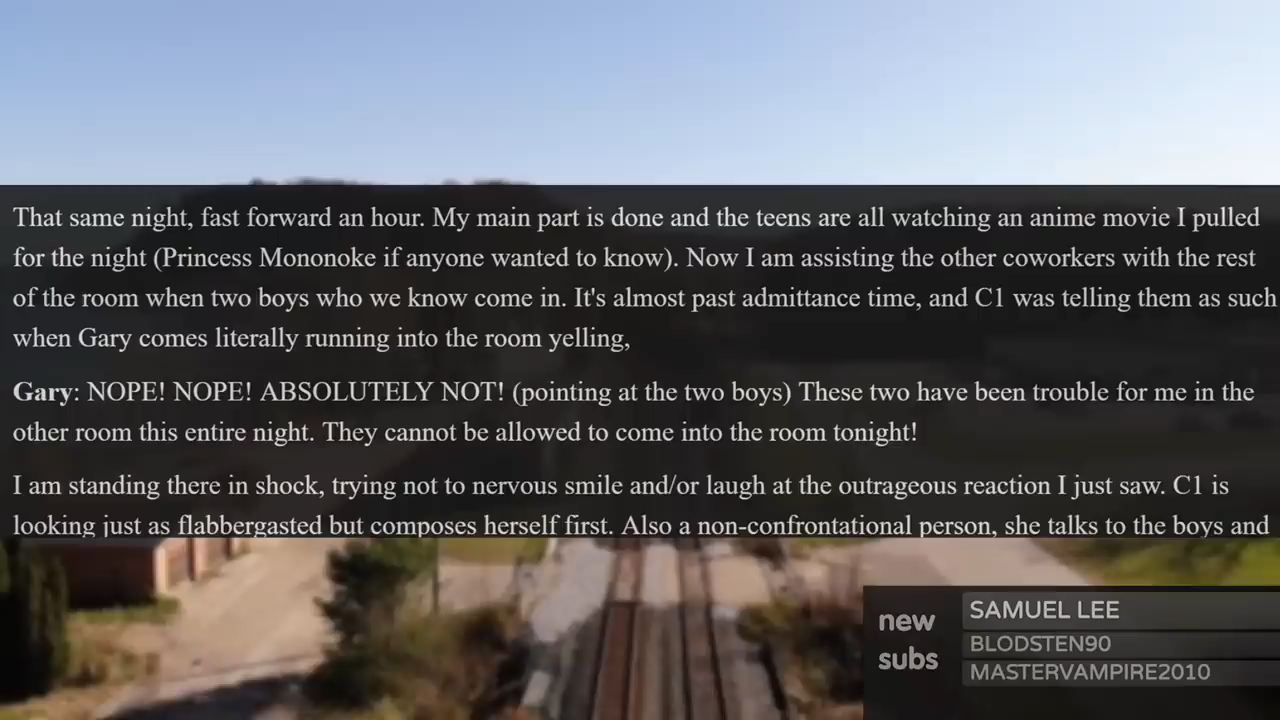 That same night, fast forward an hour. My main part is done and the teens are all watching an anime movie I pulled
for the night (Princess Mononoke if anyone wanted to know). Now I am assisting the other coworkers with the rest
of the room when two boys who we know come in. It's almost past admittance time, and C1 was telling them as such
when Gary comes literally running into the room yelling,
Gary: NOPE! NOPE! ABSOLUTELY NOT! (pointing at the two boys) These two have been trouble for me in the
other room this entire night. They cannot be allowed to come into the room tonight!
I am standing there in shock, trying not to nervous smile and/or laugh at the outrageous reaction I just saw. C1 is
looking just as flabbergasted but composes herself first. Also a non-confrontational person, she talks to the boys and
new
subs
SAMUEL LEE
BLODSTEN90
MASTERVAMPIRE2010